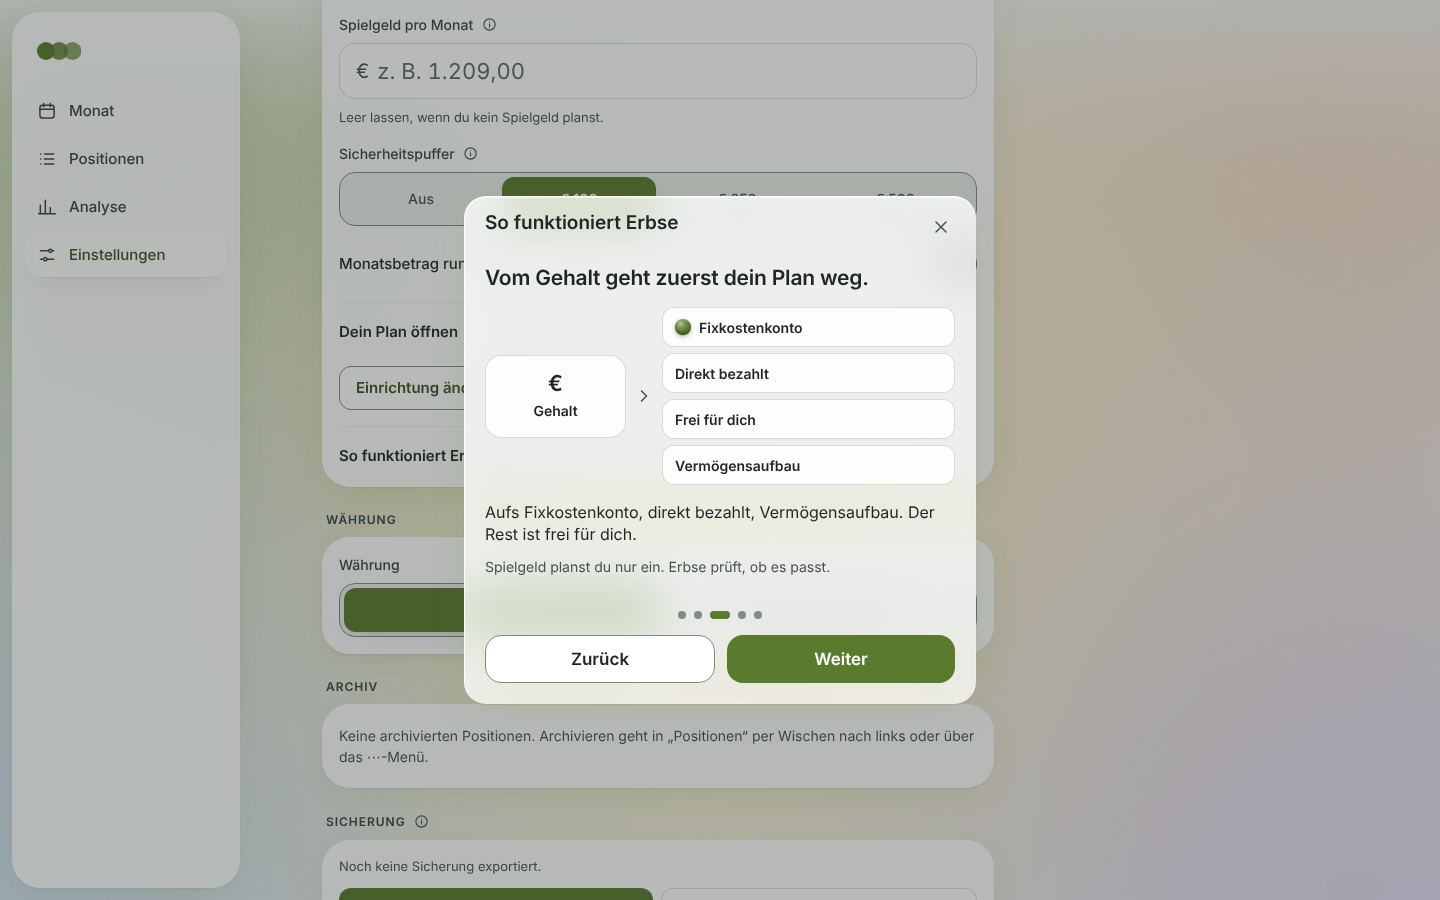 Monat
Positionen
Analyse
Einstellungen
Spielgeld pro Monat
€ z. B. 1.209,00
Leer lassen, wenn du kein Spielgeld planst.
Sicherheitspuffer
Aus
Monatsbetrag run
Dein Plan öffnen
Einrichtung änd
So funktioniert Er
WÄHRUNG
Währung
ARCHIV
Keine archivierten Positionen. Archivieren geht in „Positionen“ per Wischen nach links oder über
das ···-Menü.
SICHERUNG
Noch keine Sicherung exportiert.
So funktioniert Erbse
Vom Gehalt geht zuerst dein Plan weg.
€
Gehalt
Fixkostenkonto
Direkt bezahlt
Frei für dich
Vermögensaufbau
Aufs Fixkostenkonto, direkt bezahlt, Vermögensaufbau. Der
Rest ist frei für dich.
Spielgeld planst du nur ein. Erbse prüft, ob es passt.
Zurück
Weiter